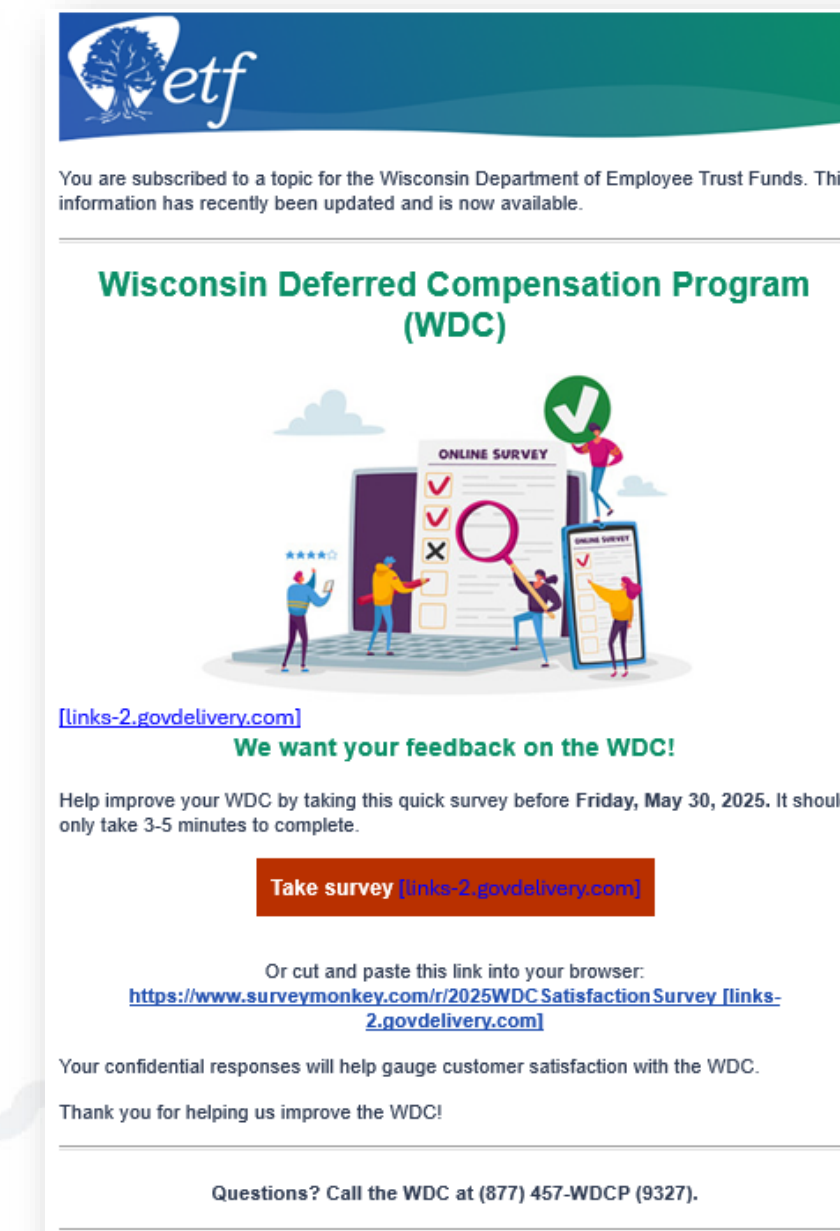 etf
You are subscribed to a topic for the Wisconsin Department of Employee Trust Funds. Thi
information has recently been updated and is now available.
Wisconsin Deferred Compensation Program
(WDC)
ONLINE SURVEY
ONLINE SURVEY
[links-2.govdelivery.com]
We want your feedback on the WDC!
Help improve your WDC by taking this quick survey before Friday, May 30, 2025. It shoul
only take 3-5 minutes to complete.
Take survey [links-2.govdelivery.com]
Or cut and paste this link into your browser:
https://www.surveymonkey.com/r/2025WDCSatisfactionSurvey [links-
2.govdelivery.com]
Your confidential responses will help gauge customer satisfaction with the WDC.
Thank you for helping us improve the WDC!
Questions? Call the WDC at (877) 457-WDCP (9327).